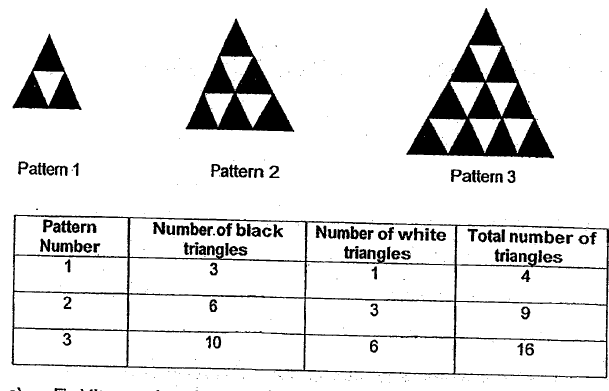 Pattern 1
Pattern 2
Pattern 3
Pattern Number
Number of black triangles
Number of white triangles
Total number of triangles
1
3
1
4
2
6
3
9
3
10
6
16